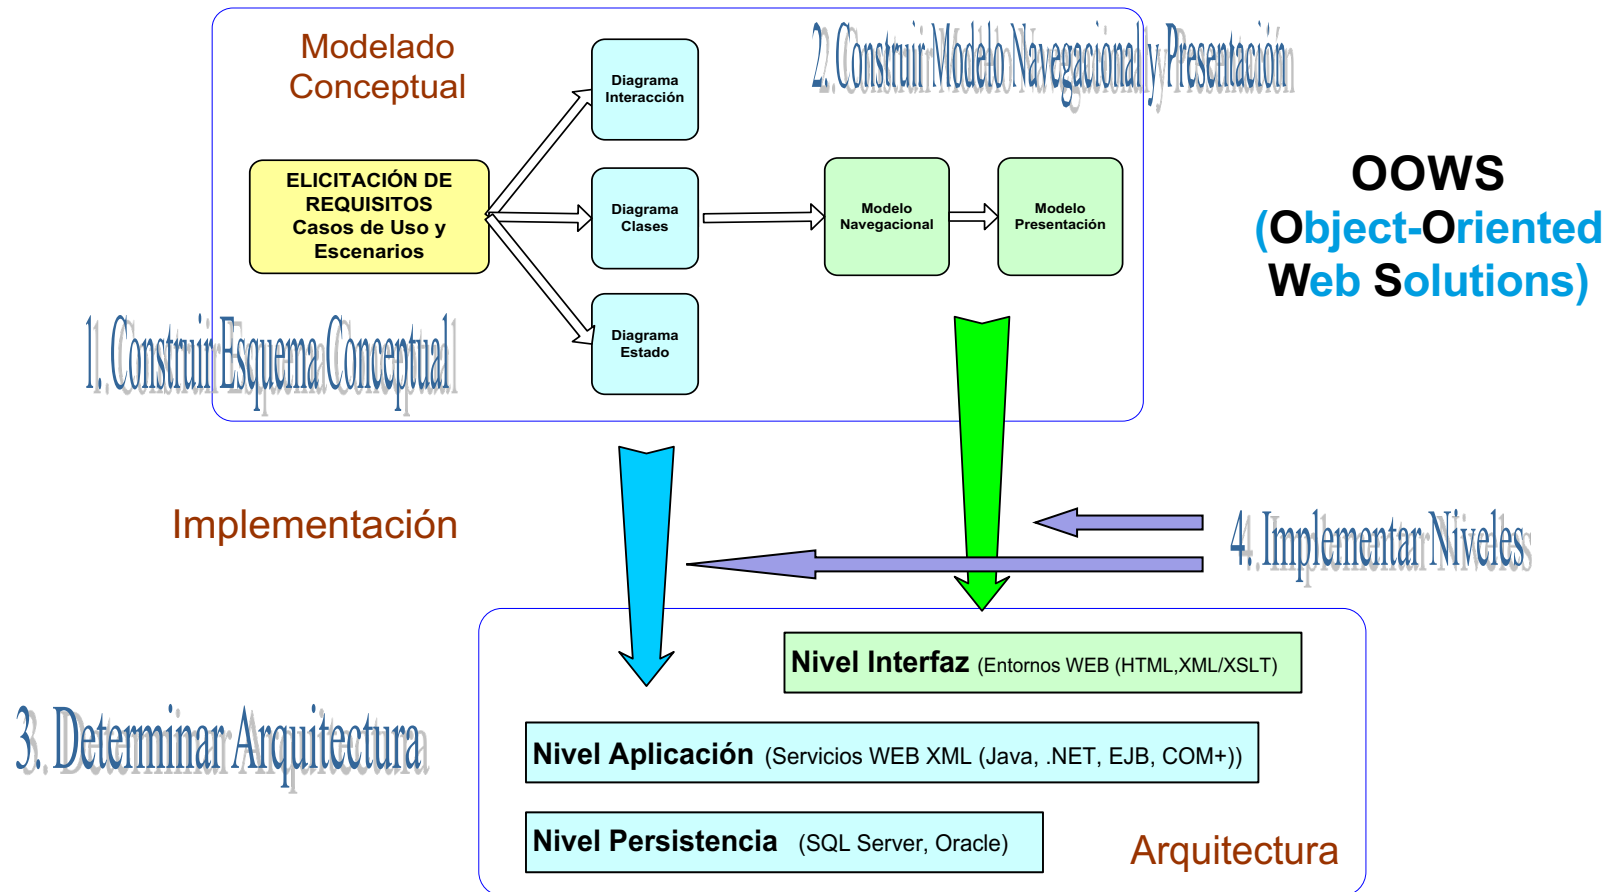 Modelado
Conceptual
2. Construir Modelo Navegacional y Presentación
Diagrama
Interacción
ELICITACIÓN DE
REQUISITOS
Casos de Uso y
Escenarios
Diagrama
Clases
Modelo
Navegacional
Modelo
Presentación
OOWS
(Object-Oriented
Web Solutions)
1. Construir Esquema Conceptual
Diagrama
Estado
Implementación
4. Implementar Niveles
Nivel Interfaz (Entornos WEB (HTML,XML/XSLT)
3. Determinar Arquitectura
Nivel Aplicación (Servicios WEB XML (Java, .NET, EJB, COM+))
Nivel Persistencia (SQL Server, Oracle)
Arquitectura